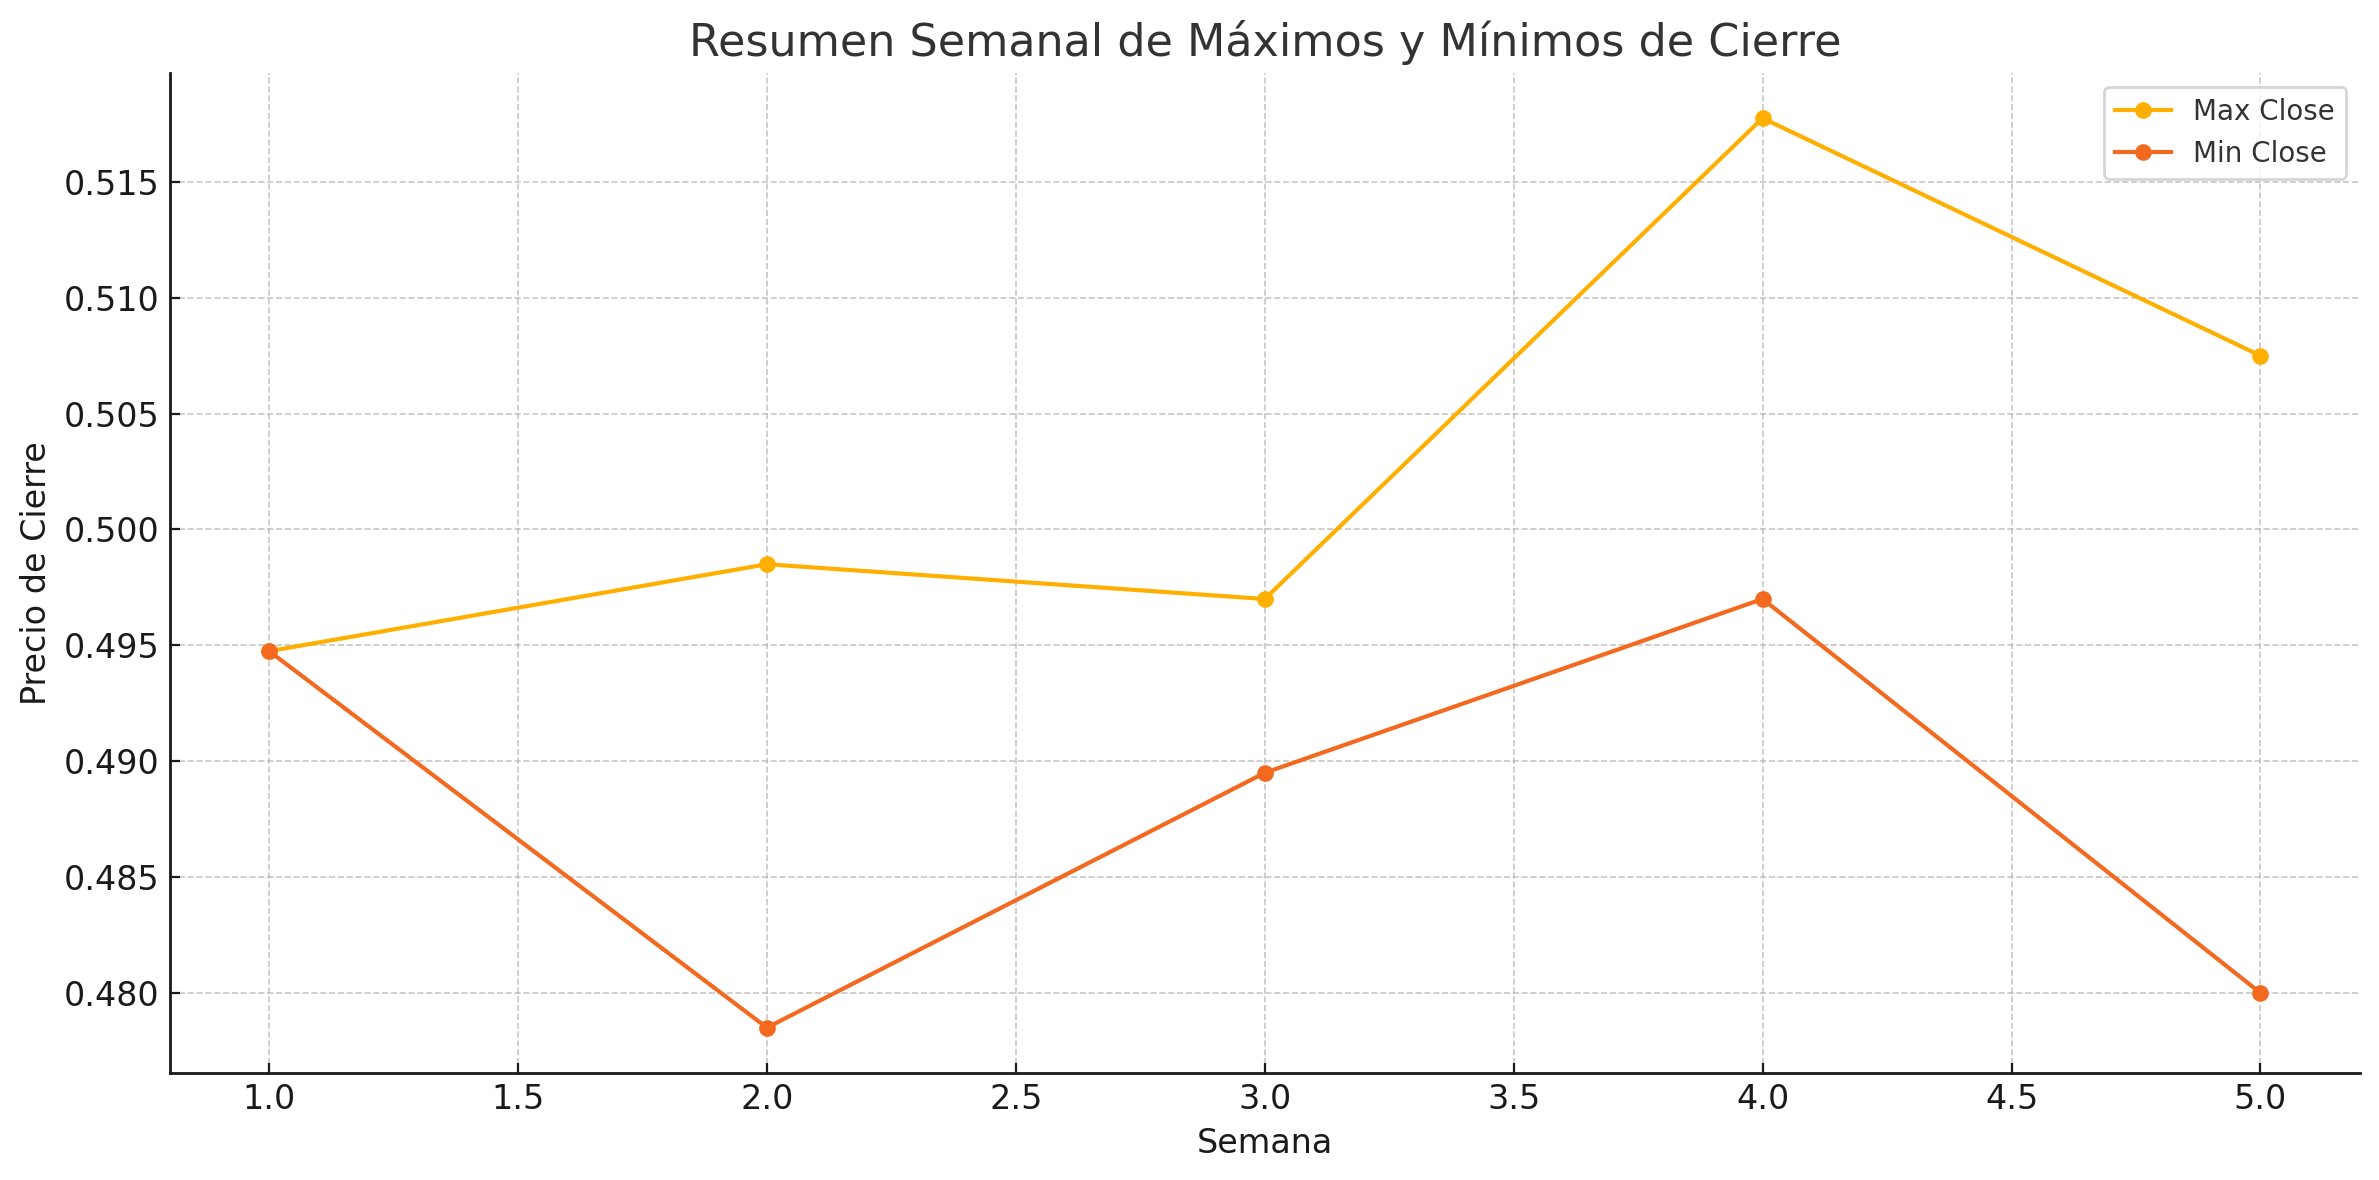 Resumen Semanal de Máximos y Mínimos de Cierre
Max Close
Min Close
Precio de Cierre
0.515
0.510
0.505
0.500
0.495
0.490
0.485
0.480
1.0 1.5 2.0 2.5 3.0 3.5 4.0 4.5 5.0
Semana